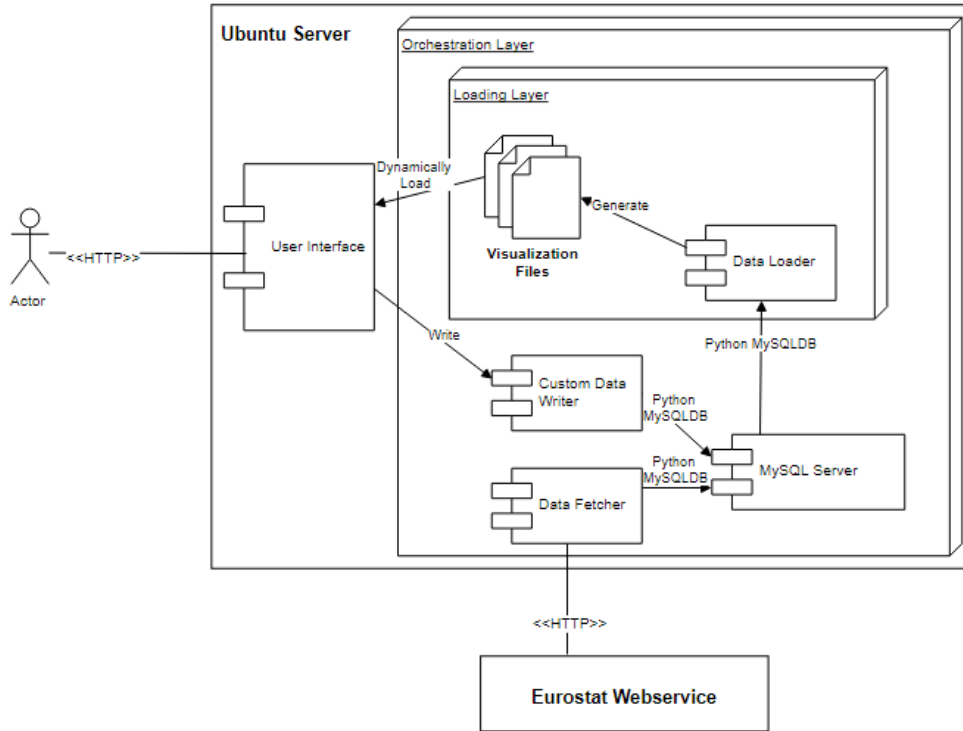 Ubuntu Server
Orchestration Layer
Loading Layer
Dynamically
Load
Generate
User Interface
Visualization
Files
Data Loader
<<HTTP>>
Actor
Write
Python MySQLDB
Custom Data
Writer
Python
MySQLDB
Python
MySQLDB
MySQL Server
Data Fetcher
<<HTTP>>
Eurostat Webservice